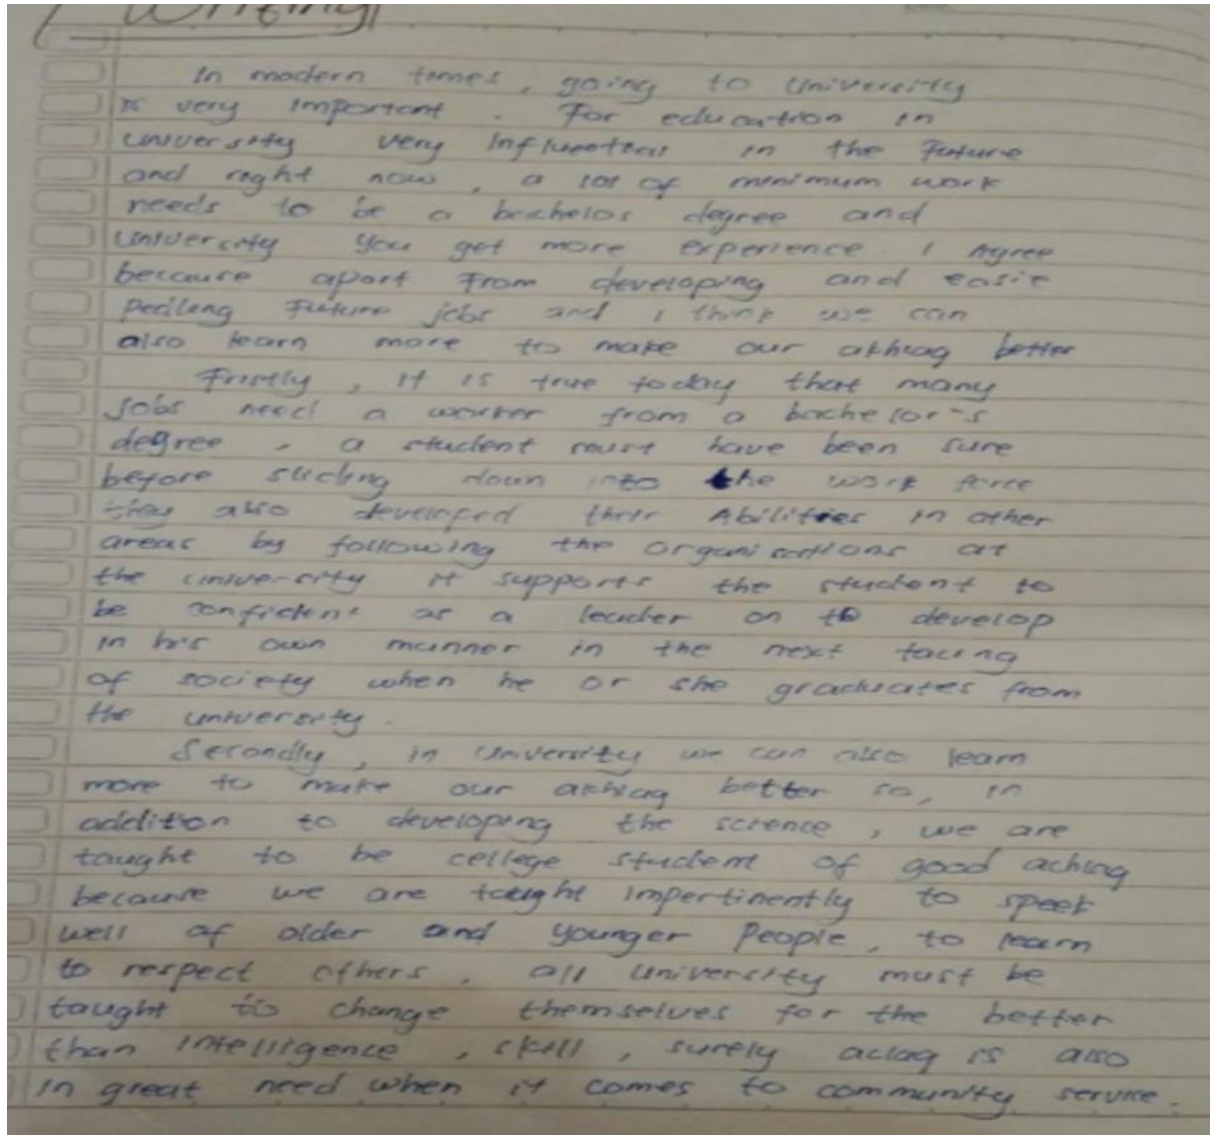 Writing
In modern times, going to University
is very important. For education in
university very Influential in the Future
and right now, a lot of minimum work
needs to be a bachelos degree and
univercity you get more experience I Agree
because apart From developing and easie
Future jobs and I think we can
also learn more to make our akhlaq better
Fristly, it is true today that many
Jobs need a worker from a bachelor's
degree, a student must have been sure
before down into the work force
they also developed their Abilities in other
areas by following the organisations at
the university it supports the student to
be confident as a leader on to develop
in his own manner in the next facing
of society when he or she graduates from
the university.
Secondly, in University we can also learn
more to make our akhlaq better so, in
addition to developing the science, we are
taught to be college student of good achlaq
because we are taught impertinently to speek
well of older and younger People, to learn
to respect others. all university must be
taught to change themselves for the better
than intelligence, skill, surely aclaq is also
in great need when it comes to community service.